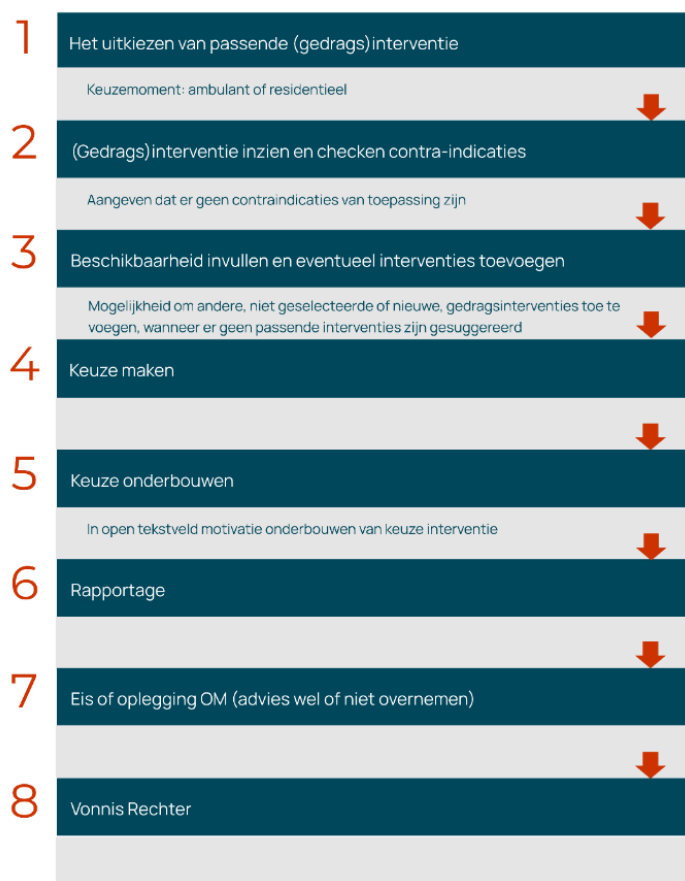 1
Het uitkiezen van passende (gedrags)interventie
Keuzemoment: ambulant of residentieel
2
(Gedrags)interventie inzien en checken contra-indicaties
Aangeven dat er geen contraindicaties van toepassing zijn
3
Beschikbaarheid invullen en eventueel interventies toevoegen
Mogelijkheid om andere, niet geselecteerde of nieuwe, gedragsinterventies toe te
voegen, wanneer er geen passende interventies zijn gesuggereerd
4
Keuze maken
5
Keuze onderbouwen
In open tekstveld motivatie onderbouwen van keuze interventie
6
Rapportage
7
Eis of oplegging OM (advies wel of niet overnemen)
8
Vonnis Rechter